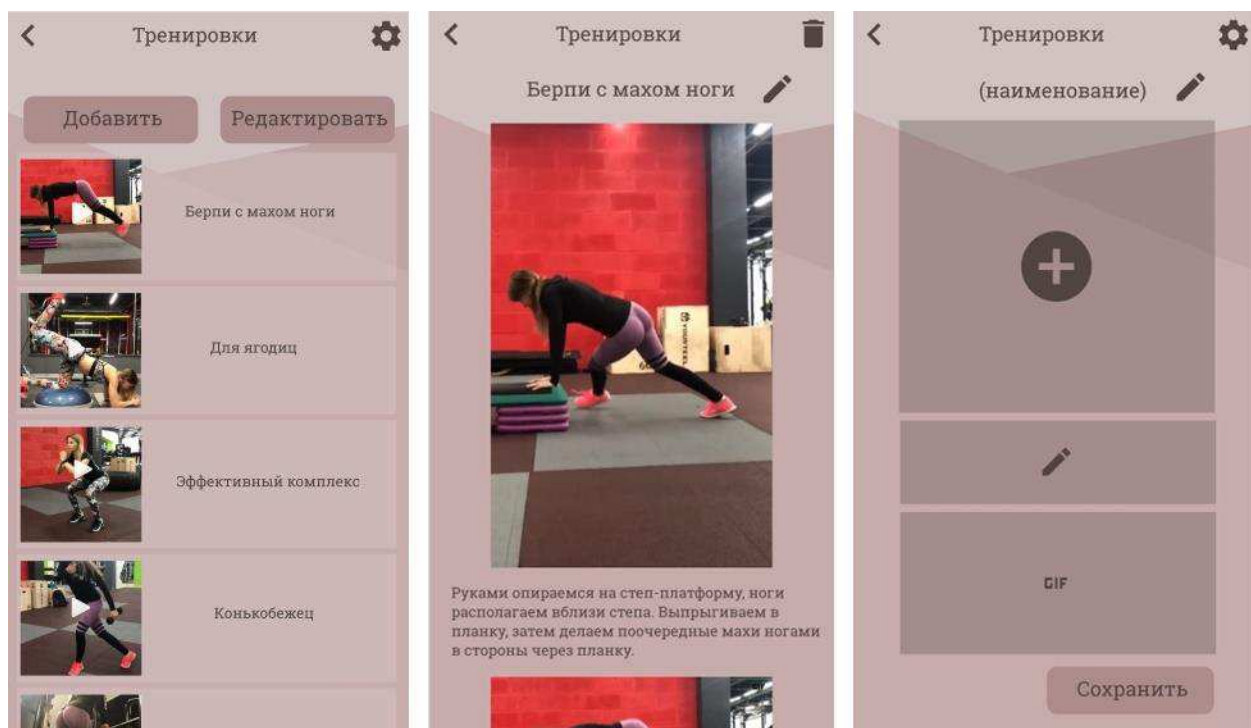 Тренировки
Добавить
Редактировать
Берпи с махом ноги
Для ягодиц
Эффективный комплекс
Конькобежец
Тренировки
Берпи с махом ноги
Руками опираемся на степ-платформу, ноги
располагаем вблизи степа. Выпрыгиваем в
планку, затем делаем поочередные махи ногами
в стороны через планку.
Тренировки
(наименование)
GIF
Сохранить